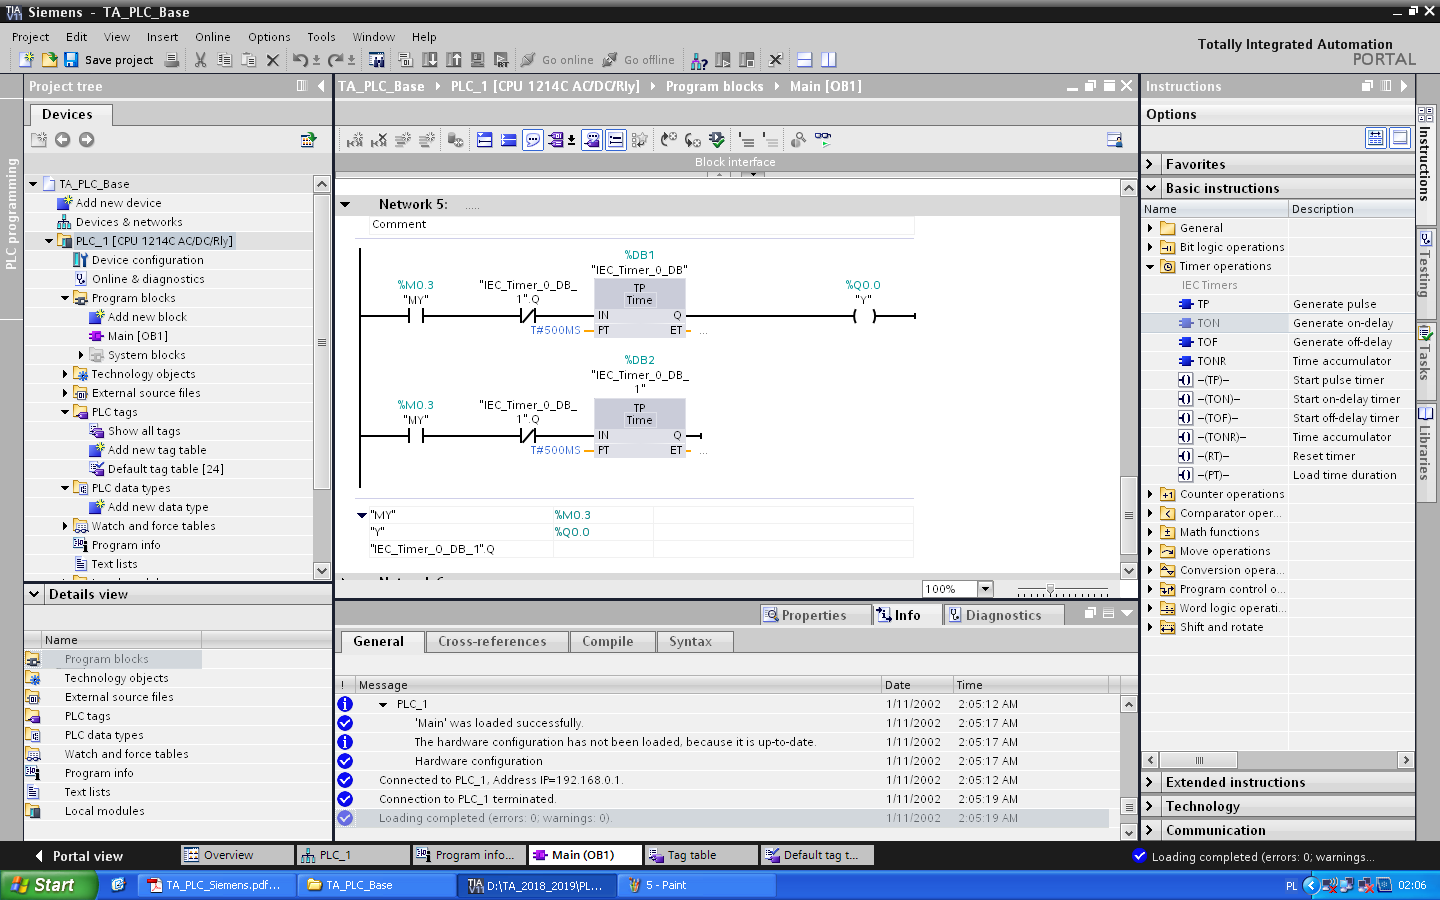 Siemens - TA_PLC_Base
Project Edit View Insert Online Options Tools Window Help
Save project
Go online
Go offline
Totally Integrated Automation
PORTAL
PLC programming
Project tree
Devices
TA_PLC_Base
Add new device
Devices & networks
PLC_1 [CPU 1214C AC/DC/Rly]
Device configuration
Online & diagnostics
Program blocks
Add new block
Main [OB1]
System blocks
Technology objects
External source files
PLC tags
Show all tags
Add new tag table
Default tag table [24]
PLC data types
Add new data type
Watch and force tables
Program info
Text lists
Details view
Name
Program blocks
Technology objects
External source files
PLC tags
PLC data types
Watch and force tables
Program info
Text lists
Local modules
TA_PLC_Base PLC_1 [CPU 1214C AC/DC/Rly] Program blocks Main [OB1]
Block interface
Network 5: .....
Comment
%DB1
"IEC_Timer_0_DB"
%M0.3 "IEC_Timer_0_DB_ TP %Q0.0
"MY" 1".Q Time "Y"
IN Q
T#500MS PT ET ...
%DB2
"IEC_Timer_0_DB_
1"
%M0.3 "IEC_Timer_0_DB_ TP
"MY" 1".Q Time
IN Q
T#500MS PT ET ...
"MY" %M0.3
"Y" %Q0.0
"IEC_Timer_0_DB_1".Q
100%
Properties Info Diagnostics
General Cross-references Compile Syntax
! Message Date Time
PLC_1 1/11/2002 2:05:12 AM
'Main' was loaded successfully. 1/11/2002 2:05:17 AM
The hardware configuration has not been loaded, because it is up-to-date. 1/11/2002 2:05:17 AM
Hardware configuration 1/11/2002 2:05:17 AM
Connected to PLC_1, Address IP=192.168.0.1. 1/11/2002 2:05:12 AM
Connection to PLC_1 terminated. 1/11/2002 2:05:19 AM
Loading completed (errors: 0; warnings: 0). 1/11/2002 2:05:19 AM
Instructions
Options
Favorites
Basic instructions
Name Description
General
Bit logic operations
Timer operations
IEC Timers
TP Generate pulse
TON Generate on-delay
TOF Generate off-delay
TONR Time accumulator
–(TP)– Start pulse timer
–(TON)– Start on-delay timer
–(TOF)– Start off-delay timer
–(TONR)– Time accumulator
–(RT)– Reset timer
–(PT)– Load time duration
Counter operations
Comparator oper...
Math functions
Move operations
Conversion opera...
Program control o...
Word logic operati...
Shift and rotate
Extended instructions
Technology
Communication
Instructions
Testing
Tasks
Libraries
Portal view Overview PLC_1 Program info... Main (OB1) Tag table Default tag t... Loading completed (errors: 0; warnings...
Start TA_PLC_Siemens.pdf... TA_PLC_Base D:\TA_2018_2019\PL... 5 - Paint PL 02:06